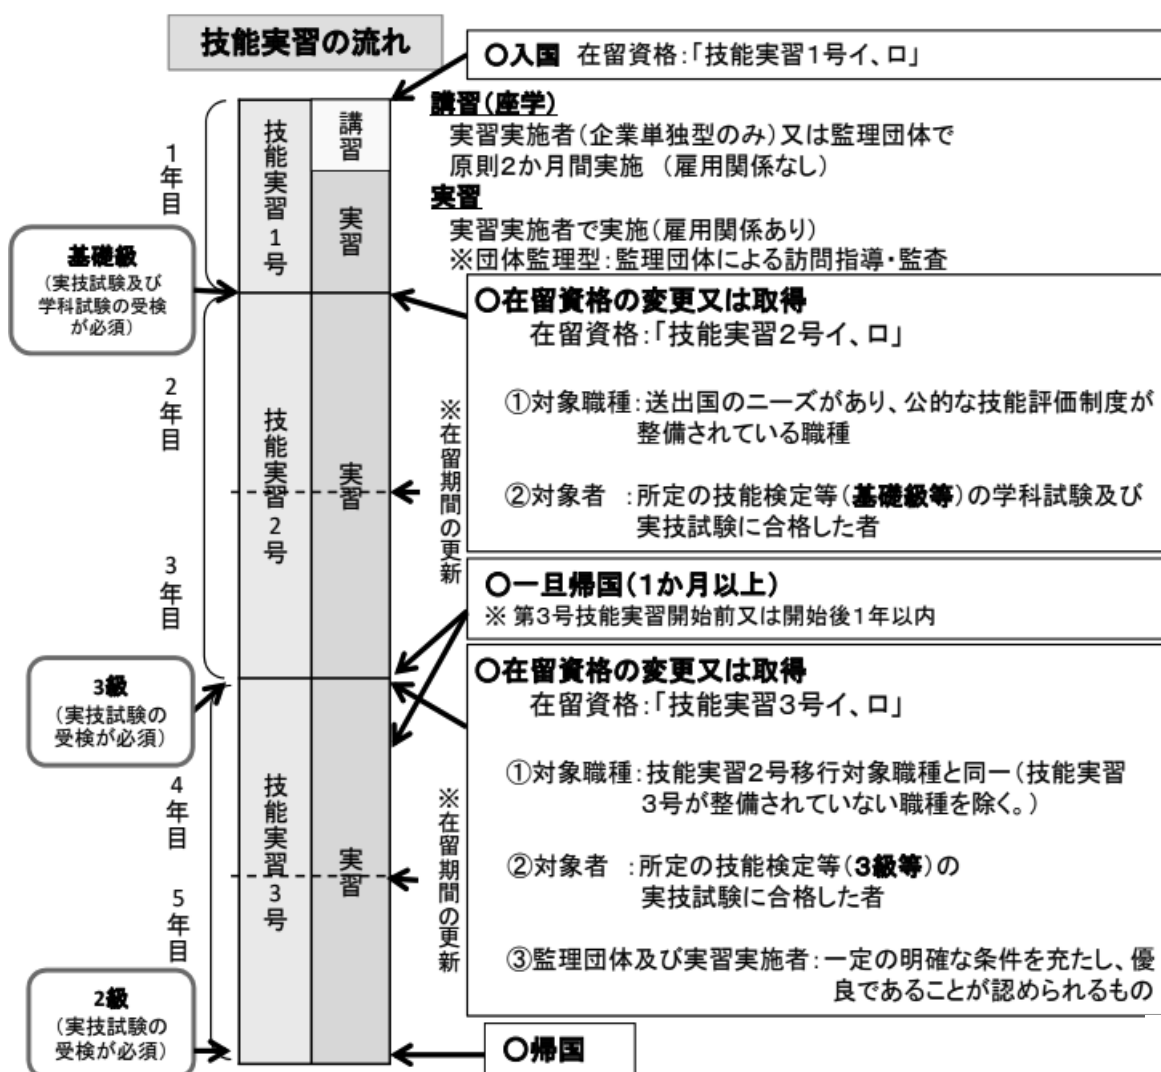 技能実習の流れ
○入国 在留資格:「技能実習1号イ、ロ」
講習(座学)
実習実施者(企業単独型のみ)又は監理団体で
原則2か月間実施 (雇用関係なし)
実習
実習実施者で実施(雇用関係あり)
※団体監理型:監理団体による訪問指導・監査
1年目
技能実習1号
講習
実習
基礎級
(実技試験及び
学科試験の受検
が必須)
○在留資格の変更又は取得
在留資格:「技能実習2号イ、ロ」
①対象職種:送出国のニーズがあり、公的な技能評価制度が
整備されている職種
②対象者 :所定の技能検定等(基礎級等)の学科試験及び
実技試験に合格した者
2年目
3年目
技能実習2号
実習
※在留期間の更新
○一旦帰国(1か月以上)
※ 第3号技能実習開始前又は開始後1年以内
3級
(実技試験の
受検が必須)
○在留資格の変更又は取得
在留資格:「技能実習3号イ、ロ」
①対象職種:技能実習2号移行対象職種と同一(技能実習
3号が整備されていない職種を除く。)
②対象者 :所定の技能検定等(3級等)の
実技試験に合格した者
③監理団体及び実習実施者:一定の明確な条件を充たし、優
良であることが認められるもの
4年目
5年目
技能実習3号
実習
※在留期間の更新
2級
(実技試験の
受検が必須)
○帰国